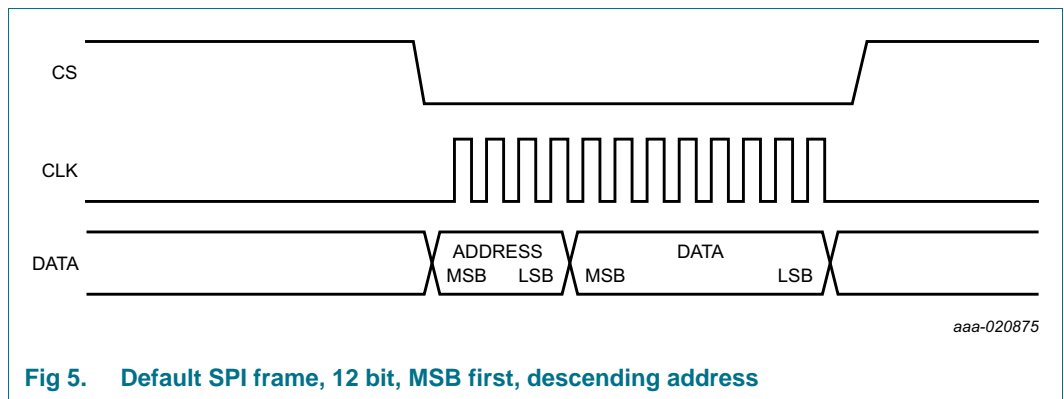 CS
CLK
DATA
ADDRESS DATA
MSB LSB MSB LSB
aaa-020875
Fig 5. Default SPI frame, 12 bit, MSB first, descending address